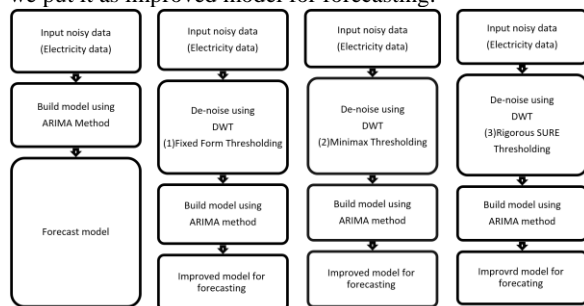 we put it as improved model for forecasting.
Input noisy data
(Electricity data)
Build model using
ARIMA Method
Forecast model
Input noisy data
(Electricity data)
De-noise using
DWT
(1)Fixed Form Thresholding
Build model using
ARIMA method
Improved model for
forecasting
Input noisy data
(Electricity data)
De-noise using
DWT
(2)Minimax Thresholding
Build model using
ARIMA method
Improved model for
forecasting
Input noisy data
(Electricity data)
De-noise using
DWT
(3)Rigorous SURE
Thresholding
Build model using
ARIMA method
Improvrd model for
forecating